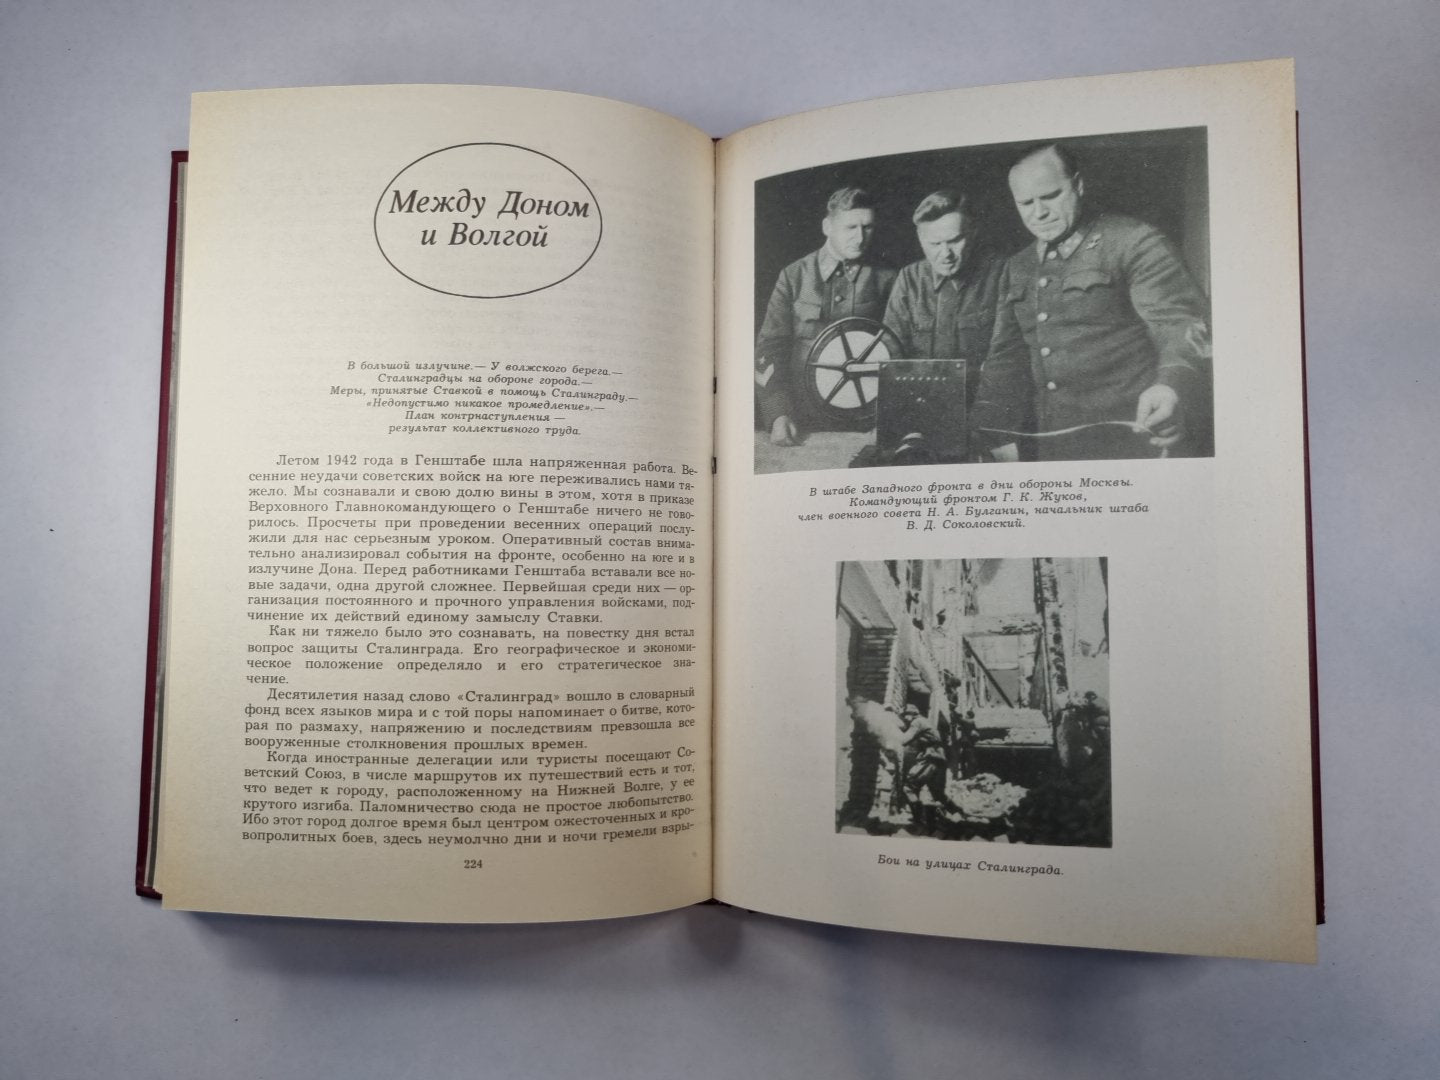 Между Доном
и Волгой
В большой излучине.— У волжского берега.—
Сталинградцы на обороне города.—
Меры, принятые Ставкой в помощь Сталинграду.—
«Недопустимо никакое промедление».—
План контрнаступления —
результат коллективного труда.
Летом 1942 года в Генштабе шла напряженная работа. Ве-
сенние неудачи советских войск на юге переживались нами тя-
жело. Мы сознавали и свою долю вины в этом, хотя в приказе
Верховного Главнокомандующего о Генштабе ничего не гово-
рилось. Просчеты при проведении весенних операций послу-
жили для нас серьезным уроком. Оперативный состав внима-
тельно анализировал события на фронте, особенно на юге и в
излучине Дона. Перед работниками Генштаба вставали все но-
вые задачи, одна другой сложнее. Первейшая среди них — ор-
ганизация постоянного и прочного управления войсками, под-
чинение их действий единому замыслу Ставки.
Как ни тяжело было это сознавать, на повестку дня встал
вопрос защиты Сталинграда. Его географическое и экономи-
ческое положение определяло и его стратегическое зна-
чение.
Десятилетия назад слово «Сталинград» вошло в словарный
фонд всех языков мира и с той поры напоминает о битве, кото-
рая по размаху, напряжению и последствиям превзошла все
вооруженные столкновения прошлых времен.
Когда иностранные делегации или туристы посещают Со-
ветский Союз, в числе маршрутов их путешествий есть и тот,
что ведет к городу, расположенному на Нижней Волге, у ее
крутого изгиба. Паломничество сюда не простое любопытство.
Ибо этот город долгое время был центром ожесточенных и кро-
вопролитных боев, здесь неумолчно дни и ночи гремели взры-
224
В штабе Западного фронта в дни обороны Москвы.
Командующий фронтом Г. К. Жуков,
член военного совета Н. А. Булганин, начальник штаба
В. Д. Соколовский.
Бои на улицах Сталинграда.